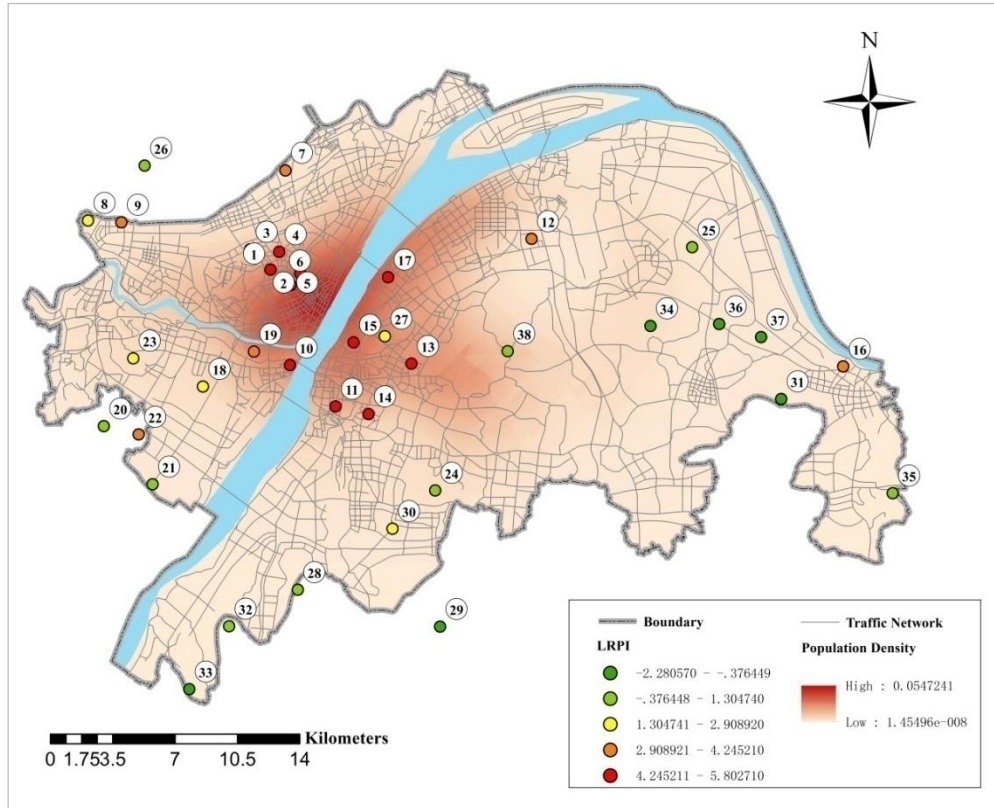 N
26
7
8
9
3
4
12
1
6
25
17
2
5
34
36
37
15
27
19
38
23
10
13
16
18
31
11
14
20
22
21
24
35
30
28
32
29
33
Boundary
Traffic Network
LRPI
Population Density
-2.280570 - -.376449
High : 0.0547241
-.376448 - 1.304740
1.304741 - 2.908920
Low : 1.45496e-008
2.908921 - 4.245210
4.245211 - 5.802710
Kilometers
0 1.753.5 7 10.5 14